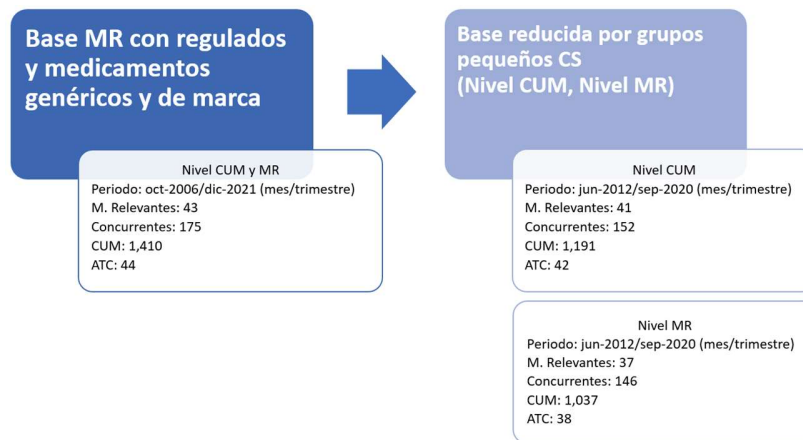 Base MR con regulados
y medicamentos
genéricos y de marca
Nivel CUM y MR
Periodo: oct-2006/dic-2021 (mes/trimestre)
M. Relevantes: 43
Concurrentes: 175
CUM: 1,410
ATC: 44
Base reducida por grupos
pequeños CS
(Nivel CUM, Nivel MR)
Nivel CUM
Periodo: jun-2012/sep-2020 (mes/trimestre)
M. Relevantes: 41
Concurrentes: 152
CUM: 1,191
ATC: 42
Nivel MR
Periodo: jun-2012/sep-2020 (mes/trimestre)
M. Relevantes: 37
Concurrentes: 146
CUM: 1,037
ATC: 38